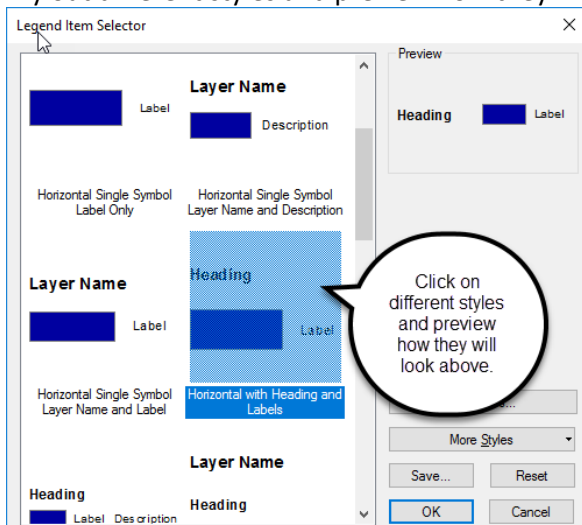 Legend Item Selector
Preview
Heading Label
Label
Layer Name
Description
Horizontal Single Symbol
Label Only
Horizontal Single Symbol
Layer Name and Description
Layer Name
Label
Heading
Label
Click on
different styles
and preview
how they will
look above.
Horizontal Single Symbol
Layer Name and Label
Horizontal with Heading and
Labels
More Styles
Heading
Label Description
Layer Name
Heading
Save...
Reset
OK
Cancel